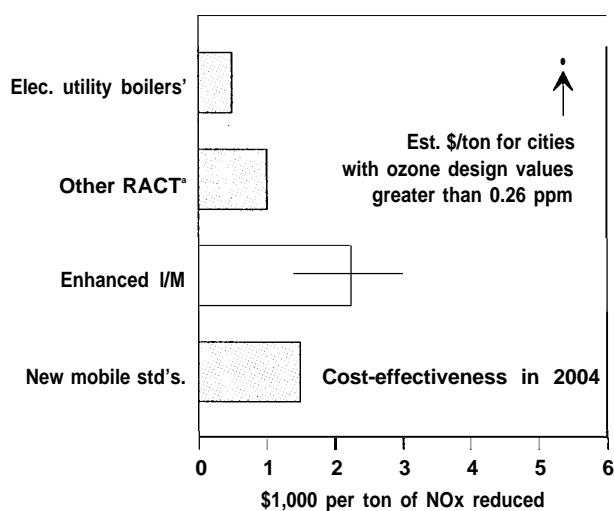 Elec. utility boilers'
Other RACTª
Enhanced I/M
New mobile std's.
Est. $/ton for cities
with ozone design values
greater than 0.26 ppm
Cost-effectiveness in 2004
0 1 2 3 4 5 6
$1,000 per ton of NOx reduced